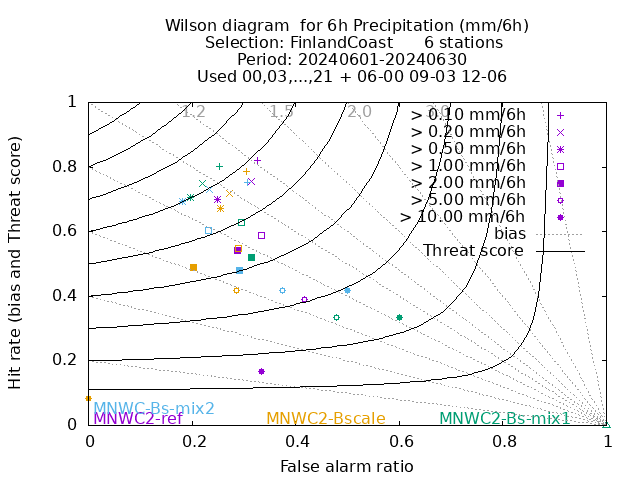 Wilson diagram for 6h Precipitation (mm/6h)
Selection: FinlandCoast 6 stations
Period: 20240601-20240630
Used 00,03,...,21 + 06-00 09-03 12-06
1.2 1.5 2.0 3.0
> 0.10 mm/6h
> 0.20 mm/6h
> 0.50 mm/6h
> 1.00 mm/6h
> 2.00 mm/6h
> 5.00 mm/6h
> 10.00 mm/6h
bias
Threat score
1
0.8
0.6
0.4
0.2
0
Hit rate (bias and Threat score)
MNWC-Bs-mix2
MNWC2-ref MNWC2-Bscale MNWC2-Bs-mix1
0 0.2 0.4 0.6 0.8 1
False alarm ratio